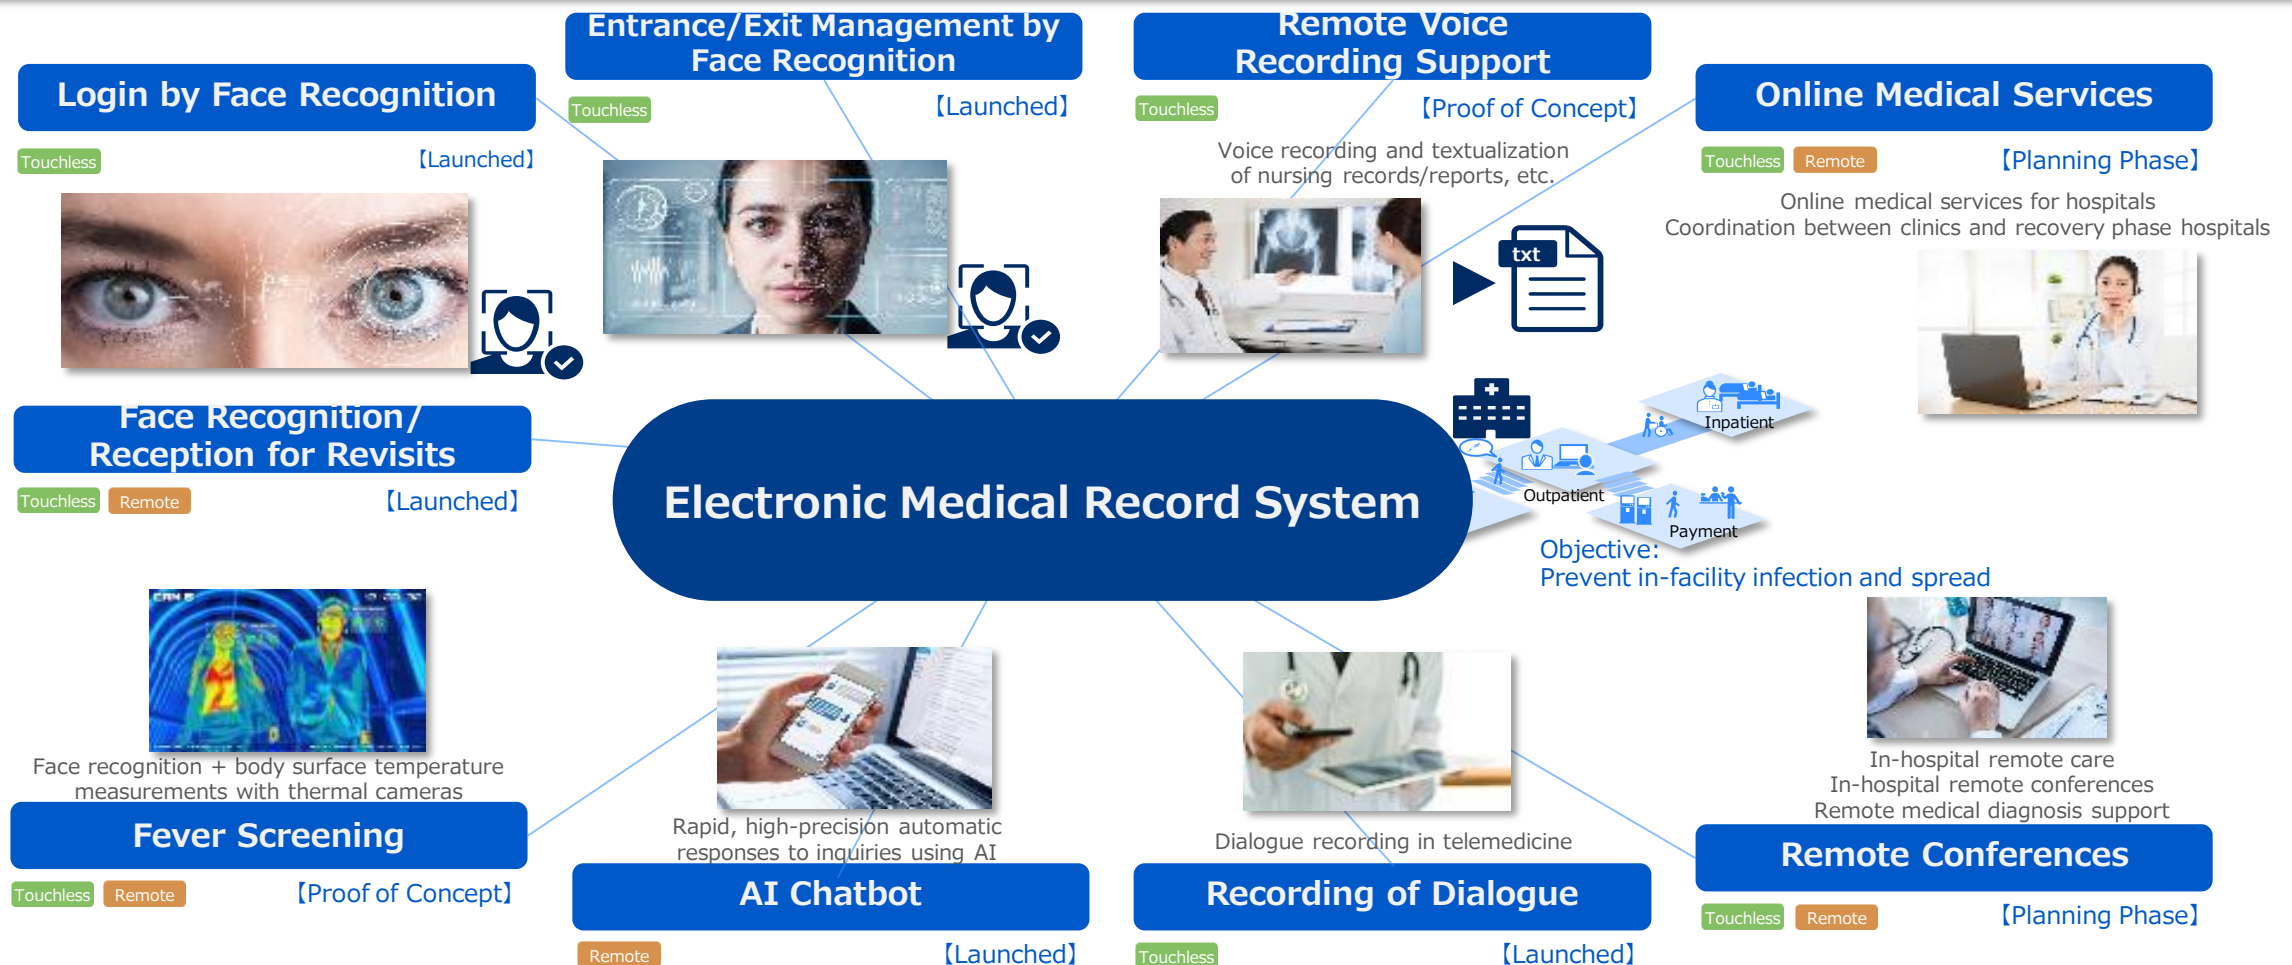 Entrance/Exit Management by
Face Recognition
Touchless
【Launched】
Remote Voice
Recording Support
Touchless
【Proof of Concept】
Voice recording and textualization
of nursing records/reports, etc.
txt
Login by Face Recognition
Touchless
【Launched】
Online Medical Services
Touchless
Remote
【Planning Phase】
Online medical services for hospitals
Coordination between clinics and recovery phase hospitals
Face Recognition/
Reception for Revisits
Touchless
Remote
【Launched】
Electronic Medical Record System
Inpatient
Outpatient
Payment
Objective:
Prevent in-facility infection and spread
Face recognition + body surface temperature
measurements with thermal cameras
Fever Screening
Touchless
Remote
【Proof of Concept】
Rapid, high-precision automatic
responses to inquiries using AI
AI Chatbot
Remote
【Launched】
Dialogue recording in telemedicine
Recording of Dialogue
Touchless
【Launched】
In-hospital remote care
In-hospital remote conferences
Remote medical diagnosis support
Remote Conferences
Touchless
Remote
【Planning Phase】